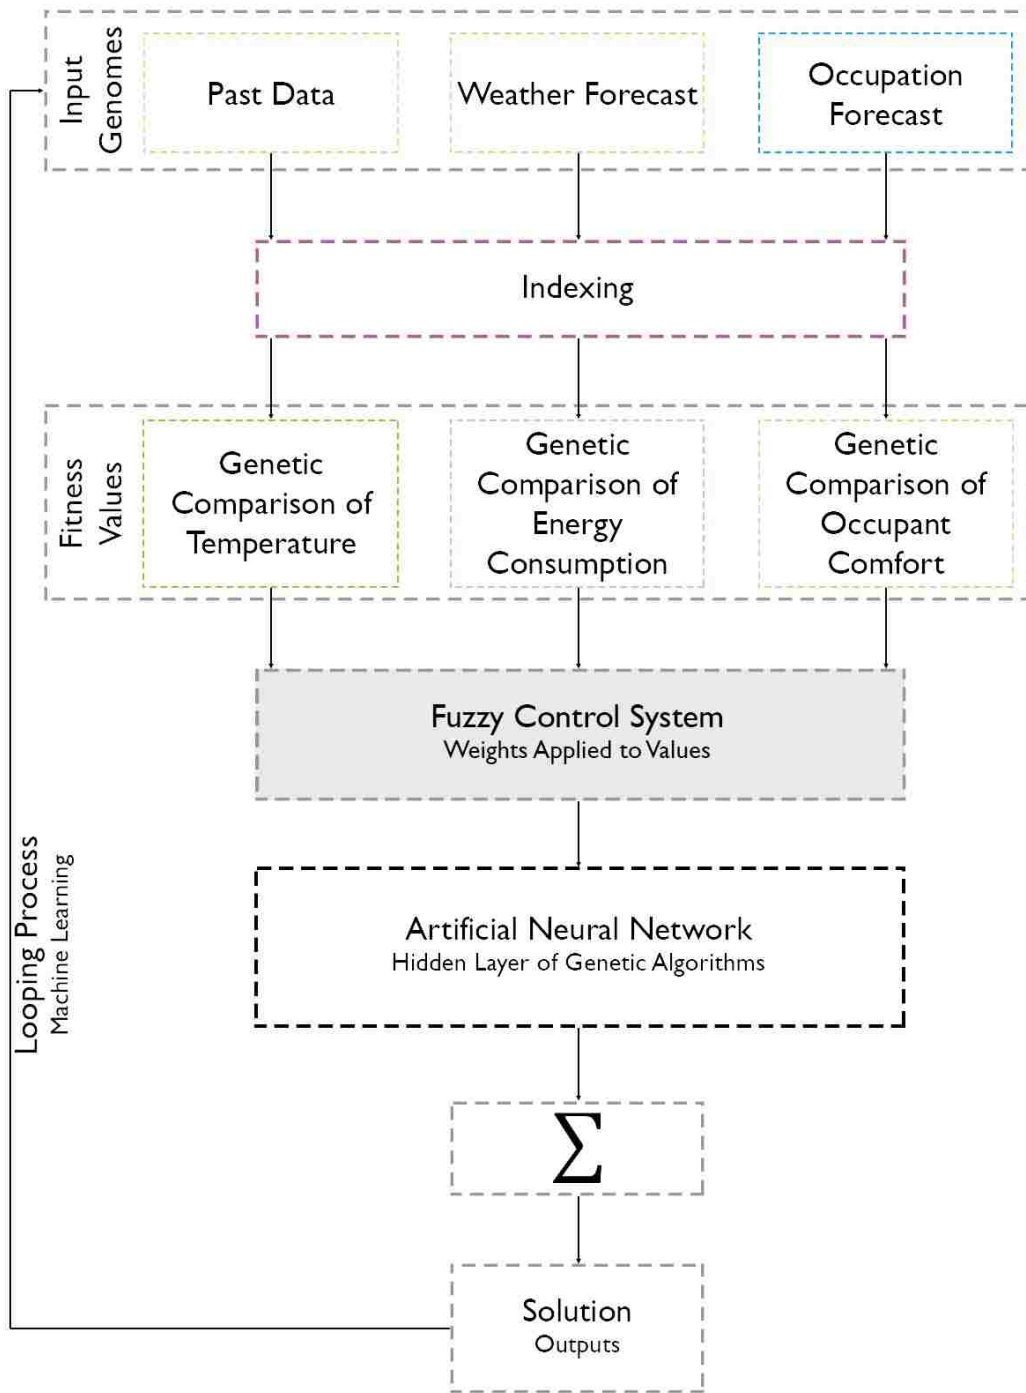 Input
Genomes
Past Data
Weather Forecast
Occupation
Forecast
Indexing
Fitness
Values
Genetic
Comparison of
Temperature
Genetic
Comparison of
Energy
Consumption
Genetic
Comparison of
Occupant
Comfort
Fuzzy Control System
Weights Applied to Values
Looping Process
Machine Learning
Artificial Neural Network
Hidden Layer of Genetic Algorithms
∑
Solution
Outputs